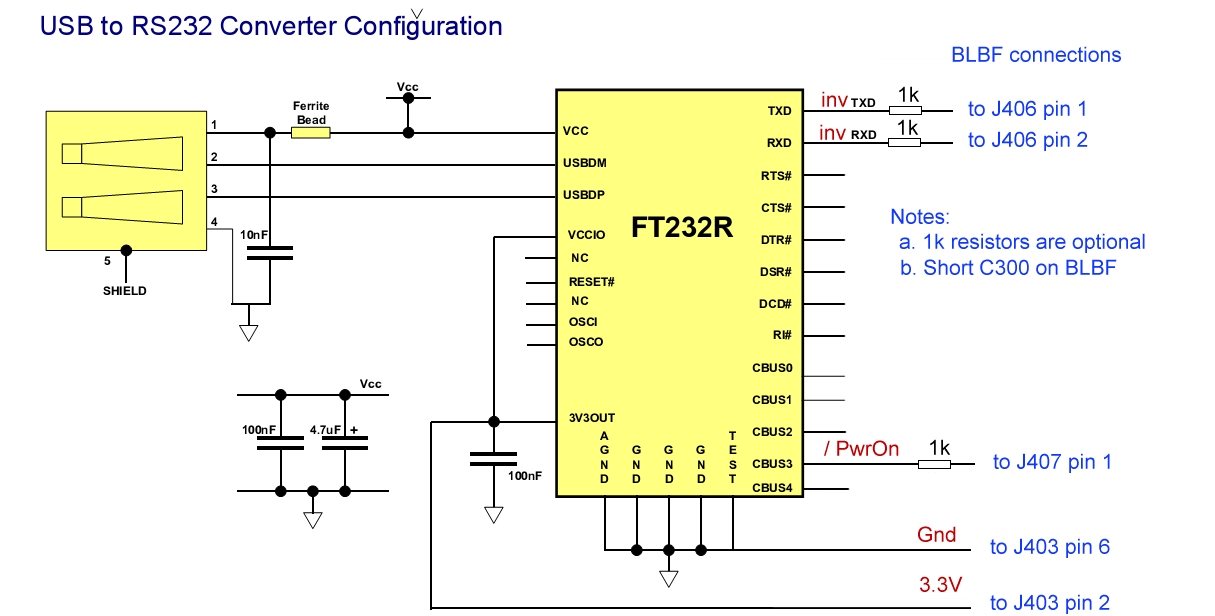 USB to RS232 Converter Configuration
BLBF connections
Vcc
Ferrite
Bead
1
2
3
4
5
SHIELD
10nF
VCC
USBDM
USBDP
VCCIO
NC
RESET#
NC
OSCI
OSCO
3V3OUT
FT232R
TXD
RXD
RTS#
CTS#
DTR#
DSR#
DCD#
RI#
CBUS0
CBUS1
CBUS2
CBUS3
CBUS4
AGND
GND
GND
GND
TEST
inv TXD 1k to J406 pin 1
inv RXD 1k to J406 pin 2
Notes:
a. 1k resistors are optional
b. Short C300 on BLBF
Vcc
100nF
4.7uF +
100nF
/ PwrOn 1k to J407 pin 1
Gnd to J403 pin 6
3.3V to J403 pin 2